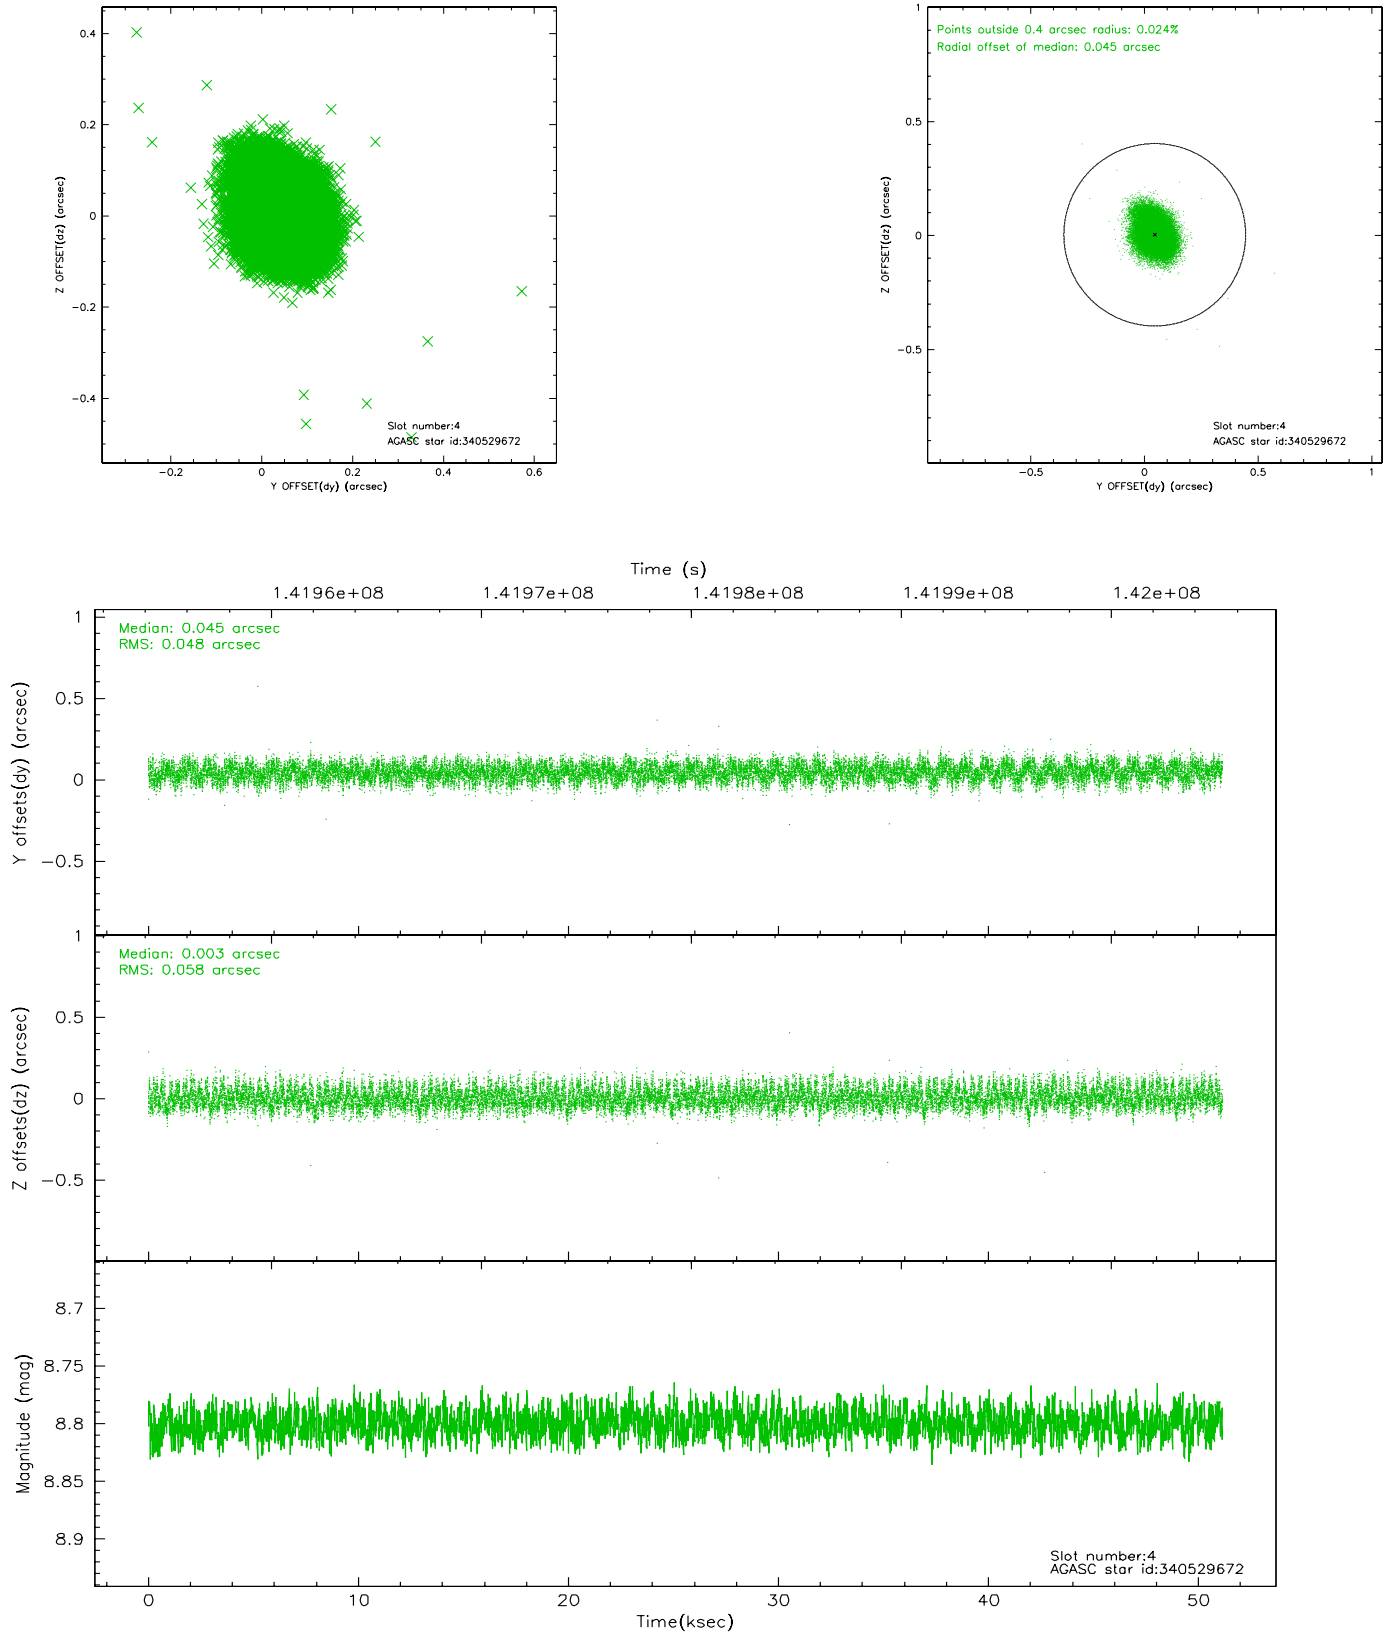 0.4
0.2
0
−0.2
−0.4
Z OFFSET(dz) (arcsec)
Slot number:4
AGASC star id:340529672
−0.2
0
0.2
0.4
0.6
Y OFFSET(dy) (arcsec)
1
0.5
0
−0.5
Z OFFSET(dz) (arcsec)
Points outside 0.4 arcsec radius: 0.024%
Radial offset of median: 0.045 arcsec
Slot number:4
AGASC star id:340529672
−0.5
0
0.5
1
Y OFFSET(dy) (arcsec)
Time (s)
1.4196e+08
1.4197e+08
1.4198e+08
1.4199e+08
1.42e+08
1
0.5
0
−0.5
Y offsets(dy) (arcsec)
Median: 0.045 arcsec
RMS: 0.048 arcsec
1
0.5
0
−0.5
Z offsets(dz) (arcsec)
Median: 0.003 arcsec
RMS: 0.058 arcsec
8.7
8.75
8.8
8.85
8.9
Magnitude (mag)
Slot number:4
AGASC star id:340529672
0
10
20
30
40
50
Time(ksec)